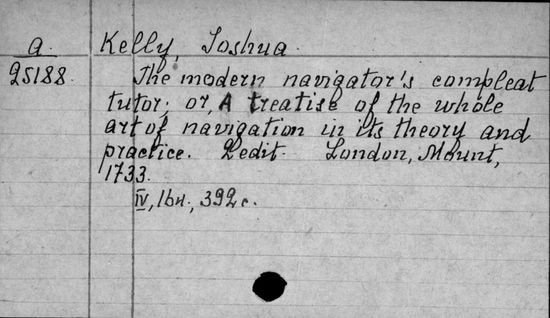 a. Kelly, Joshua.
25188. The modern navigator's compleat
tutor; or, A treatise of the whole
art of navigation in its theory and
practice. 2 edit. London, Mount,
1733.
IV, 16н., 392 с.